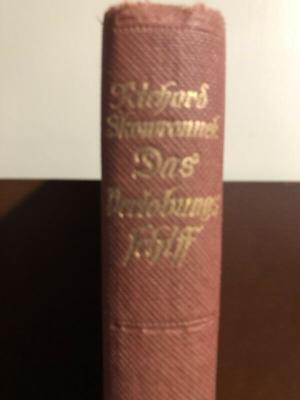 Richard
Skowronnek
Das
Verlobungs
schiff